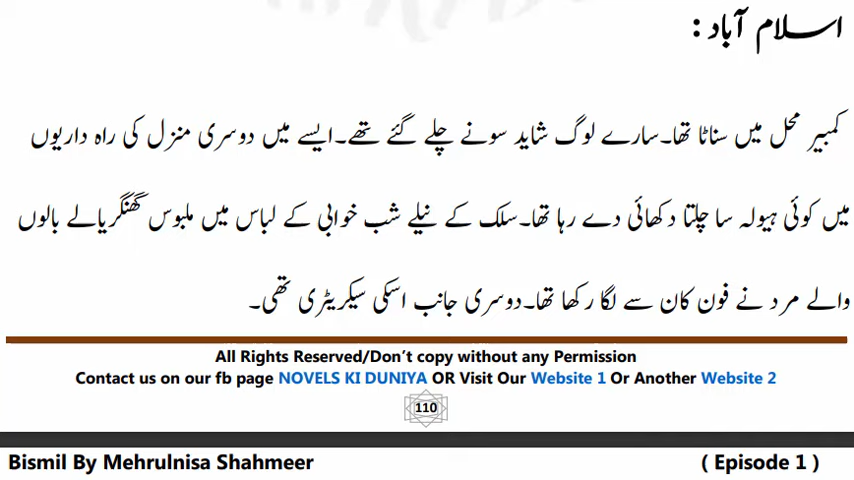 اسلام آباد :
کمبیر محل میں سناٹا تھا۔سارے لوگ شاید سونے چلے گئے تھے۔ایسے میں دوسری منزل کی راہ داریوں
میں کوئی ہیولہ سا چلتا دکھائی دے رہا تھا۔سلک کے نیلے شب خوابی کے لباس میں ملبوس گھنگریالے بالوں
والے مرد نے فون کان سے لگا رکھا تھا۔دوسری جانب اسکی سیکریٹری تھی۔
All Rights Reserved/Don’t copy without any Permission
Contact us on our fb page NOVELS KI DUNIYA OR Visit Our Website 1 Or Another Website 2
110
Bismil By Mehrulnisa Shahmeer ( Episode 1 )